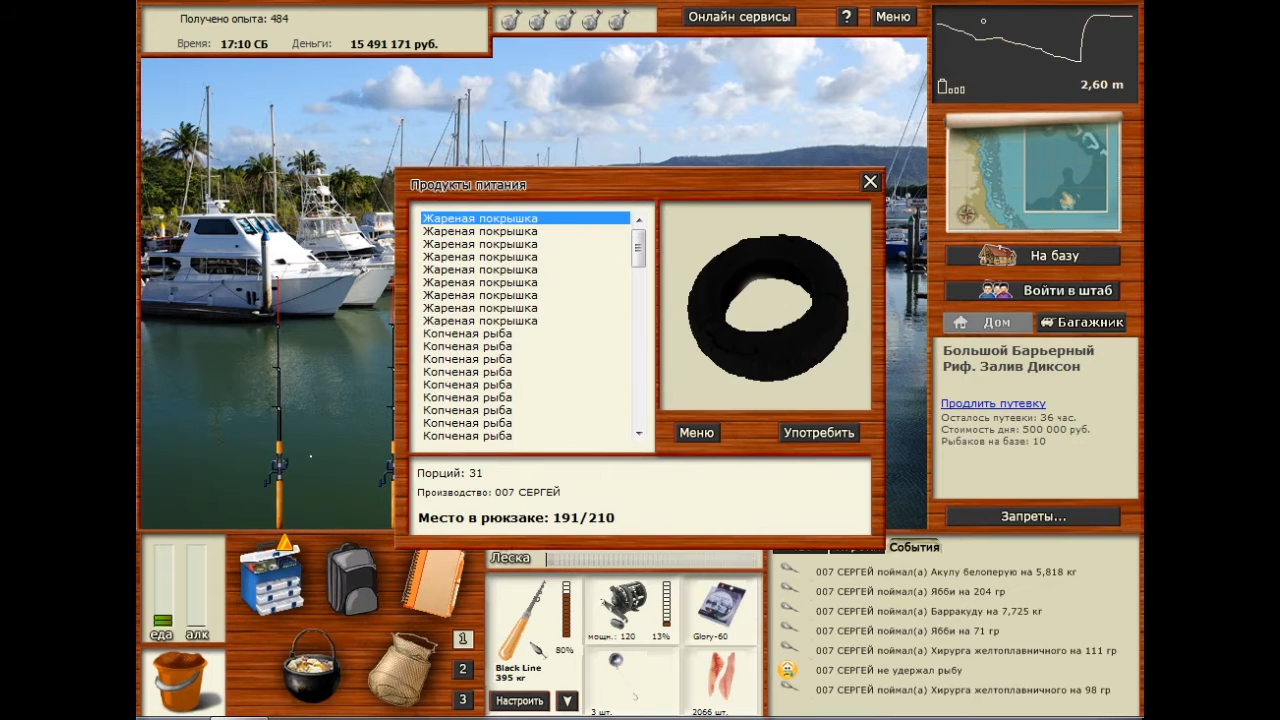 Получено опыта: 484
Время: 17:10 СБ Деньги: 15 491 171 руб.
Онлайн сервисы ? Меню
2,60 m
Продукты питания
Жареная покрышка
Жареная покрышка
Жареная покрышка
Жареная покрышка
Жареная покрышка
Жареная покрышка
Жареная покрышка
Жареная покрышка
Жареная покрышка
Копченая рыба
Копченая рыба
Копченая рыба
Копченая рыба
Копченая рыба
Копченая рыба
Копченая рыба
Копченая рыба
Копченая рыба
Меню Употребить
Порций: 31
Производство: 007 СЕРГЕЙ
Место в рюкзаке: 191/210
На базу
Войти в штаб
Дом Багажник
Большой Барьерный
Риф. Залив Диксон
Продлить путевку
Осталось путевки: 36 час.
Стоимость дня: 500 000 руб.
Рыбаков на базе: 10
Запреты...
еда алк
1
2
3
Леска
80%
Black Line
395 кг
Настроить
мощн.: 120 13%
Glory-60
3 шт.
2066 шт.
События
007 СЕРГЕЙ поймал(а) Акулу белоперую на 5,818 кг
007 СЕРГЕЙ поймал(а) Ябби на 204 гр
007 СЕРГЕЙ поймал(а) Барракуду на 7,725 кг
007 СЕРГЕЙ поймал(а) Ябби на 71 гр
007 СЕРГЕЙ поймал(а) Хирурга желтоплавничного на 111 гр
007 СЕРГЕЙ не удержал рыбу
007 СЕРГЕЙ поймал(а) Хирурга желтоплавничного на 98 гр